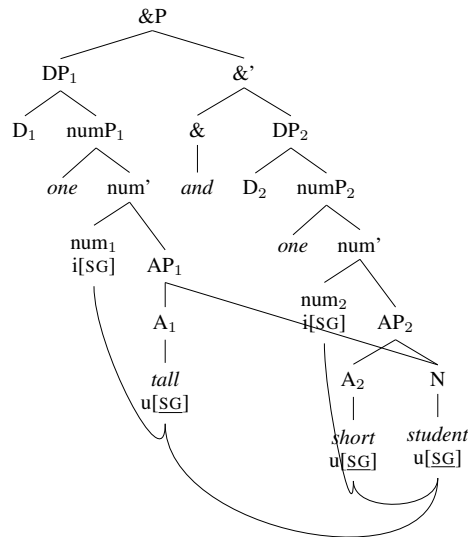 &P
DP₁ &’
D₁ numP₁ & DP₂
one num’ and D₂ numP₂
num₁ AP₁ one num’
i[SG]
A₁ num₂ AP₂
i[SG]
tall A₂ N
u[SG]
short student
u[SG] u[SG]